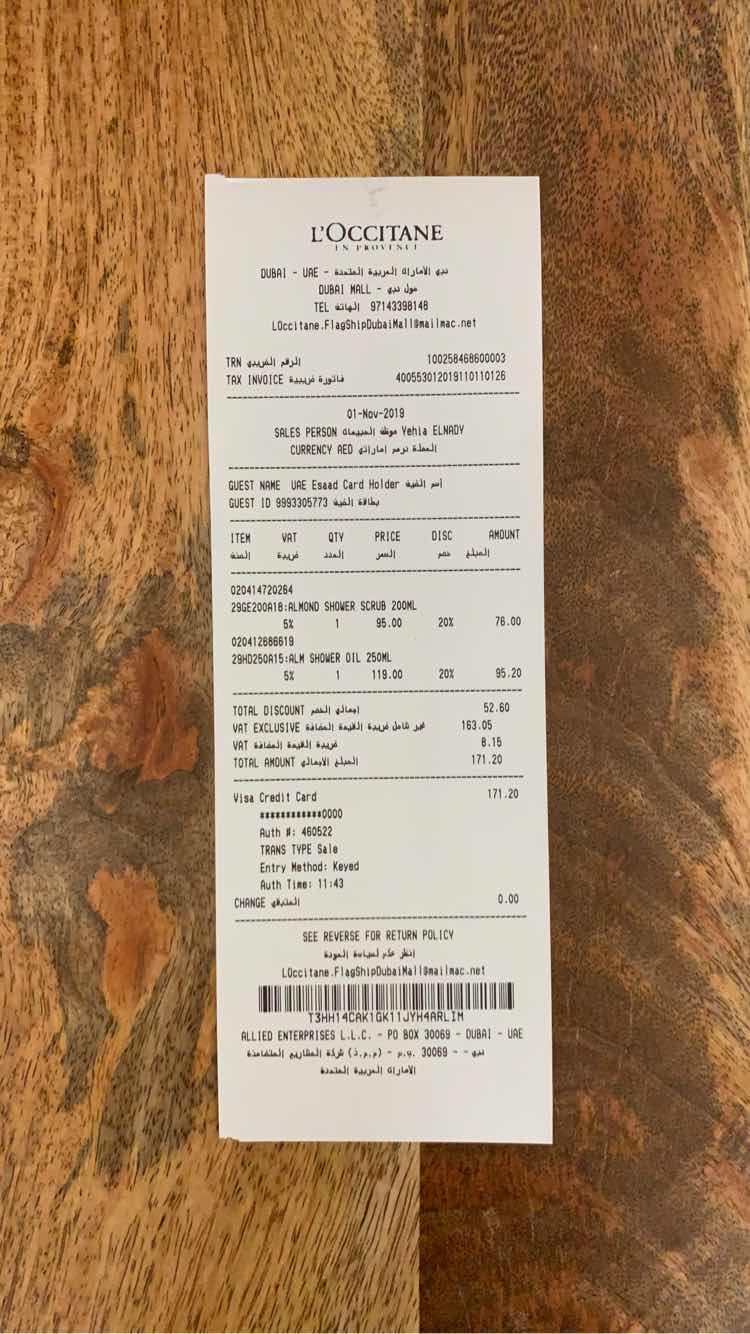 L'OCCITANE
EN PROVENCE
DUBAI - UAE - دبي الأمارات العربية المتحدة
DUBAI MALL - مول دبي
TEL الهاتف 97143398148
LOccitane.FlagShipDubaiMall@mailmac.net
TRN الرقم الضريبي 100258468600003
TAX INVOICE فاتورة ضريبية 400553012019110110126
01-Nov-2019
SALES PERSON موظف المبيعات Yehia ELNADY
CURRENCY AED العملة درهم اماراتي
GUEST NAME UAE Esaad Card Holder أسم الضيف
GUEST ID 9993305773 بطاقة الضيف
ITEM VAT QTY PRICE DISC AMOUNT
الصنف ضريبة العدد السعر خصم المبلغ
020414720264
29GE200A18:ALMOND SHOWER SCRUB 200ML
5% 1 95.00 20% 76.00
020412686619
29HD250A15:ALM SHOWER OIL 250ML
5% 1 119.00 20% 95.20
TOTAL DISCOUNT إجمالي الخصم 52.60
VAT EXCLUSIVE غير شامل ضريبة القيمة المضافة 163.05
VAT ضريبة القيمة المضافة 8.15
TOTAL AMOUNT المبلغ الإجمالي 171.20
Visa Credit Card 171.20
************0000
Auth #: 460522
TRANS TYPE Sale
Entry Method: Keyed
Auth Time: 11:43
CHANGE المتبقي 0.00
SEE REVERSE FOR RETURN POLICY
LOccitane.FlagShipDubaiMall@mailmac.net
T3HH14CAK1GK11JYH4ARLIM
ALLIED ENTERPRISES L.L.C. - PO BOX 30069 - DUBAI - UAE
شركة المشاريع المتضامنة (ذ.م.م) - ص.ب. 30069 - - دبي
الأمارات العربية المتحدة